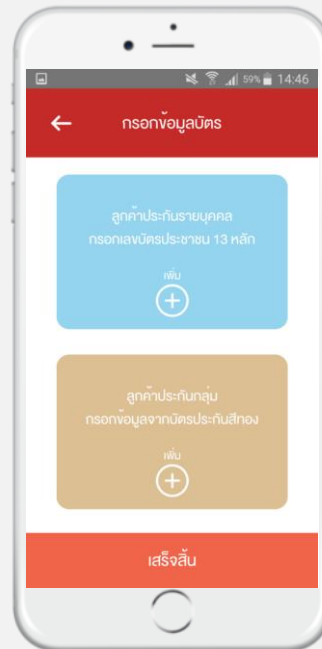 59% 14:46
กรอกข้อมูลบัตร
ลูกค้าประกันรายบุคคล
กรอกเลขบัตรประชาชน 13 หลัก
เพิ่ม
ลูกค้าประกันกลุ่ม
กรอกข้อมูลจากบัตรประกันสีทอง
เพิ่ม
เสร็จสิ้น